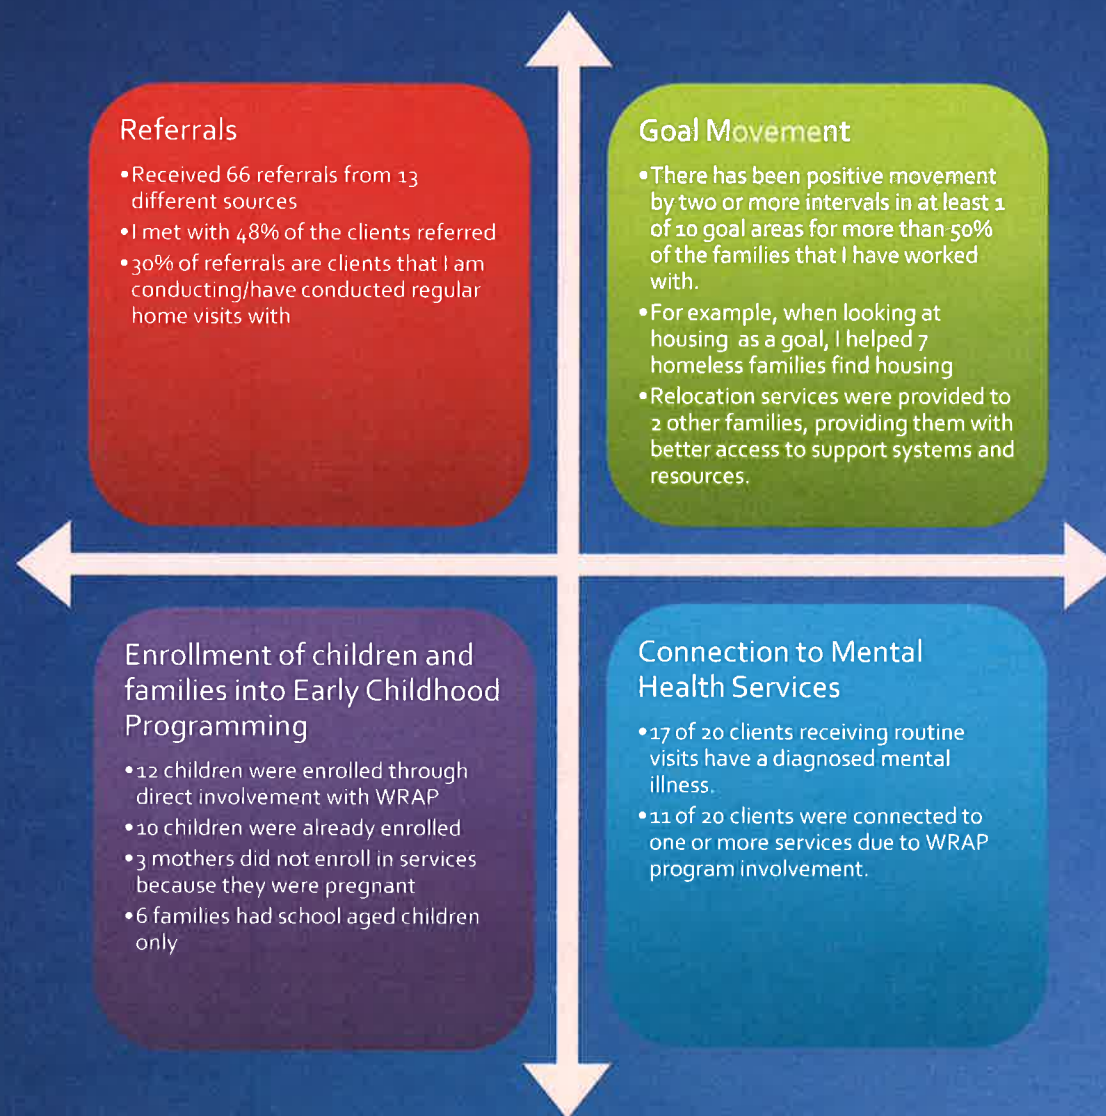 Referrals
•Received 66 referrals from 13
different sources
•I met with 48% of the clients referred
•30% of referrals are clients that I am
conducting/have conducted regular
home visits with
Goal Movement
•There has been positive movement
by two or more intervals in at least 1
of 10 goal areas for more than 50%
of the families that I have worked
with.
•For example, when looking at
housing as a goal, I helped 7
homeless families find housing
•Relocation services were provided to
2 other families, providing them with
better access to support systems and
resources.
Enrollment of children and
families into Early Childhood
Programming
•12 children were enrolled through
direct involvement with WRAP
•10 children were already enrolled
•3 mothers did not enroll in services
because they were pregnant
•6 families had school aged children
only
Connection to Mental
Health Services
•17 of 20 clients receiving routine
visits have a diagnosed mental
illness.
•11 of 20 clients were connected to
one or more services due to WRAP
program involvement.